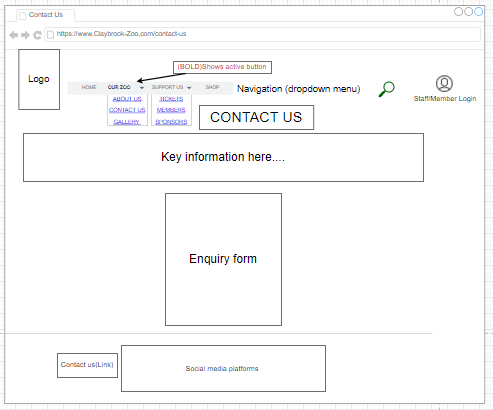 Contact Us
https://www.Claybrook-Zoo.com/contact-us
Logo
(BOLD)Shows active button
HOME OUR ZOO SUPPORT US SHOP
Navigation (dropdown menu)
Staff/Member Login
ABOUT US TICKETS
CONTACT US MEMBERS
GALLERY. SPONSORS
CONTACT US
Key information here....
Enquiry form
Contact us(Link)
Social media platforms